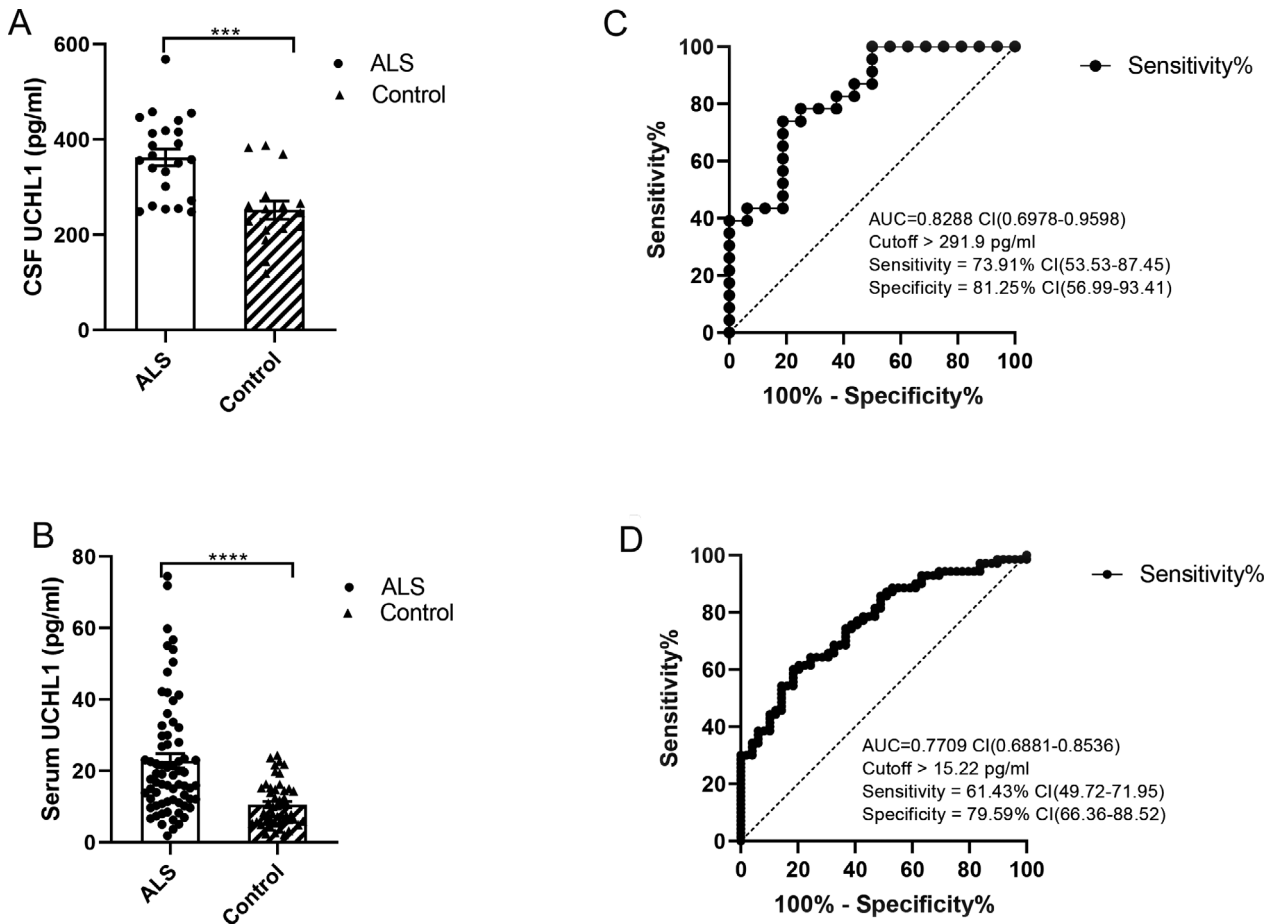 A
***
600
400
200
0
CSF UCHL1 (pg/ml)
ALS
Control
ALS
Control
C
100
80
60
40
20
0
Sensitivity%
Sensitivity%
AUC=0.8288 CI(0.6978-0.9598)
Cutoff > 291.9 pg/ml
Sensitivity = 73.91% CI(53.53-87.45)
Specificity = 81.25% CI(56.99-93.41)
0 20 40 60 80 100
100% - Specificity%
B
****
80
60
40
20
0
Serum UCHL1 (pg/ml)
ALS
Control
ALS
Control
D
100
80
60
40
20
0
Sensitivity%
Sensitivity%
AUC=0.7709 CI(0.6881-0.8536)
Cutoff > 15.22 pg/ml
Sensitivity = 61.43% CI(49.72-71.95)
Specificity = 79.59% CI(66.36-88.52)
0 20 40 60 80 100
100% - Specificity%